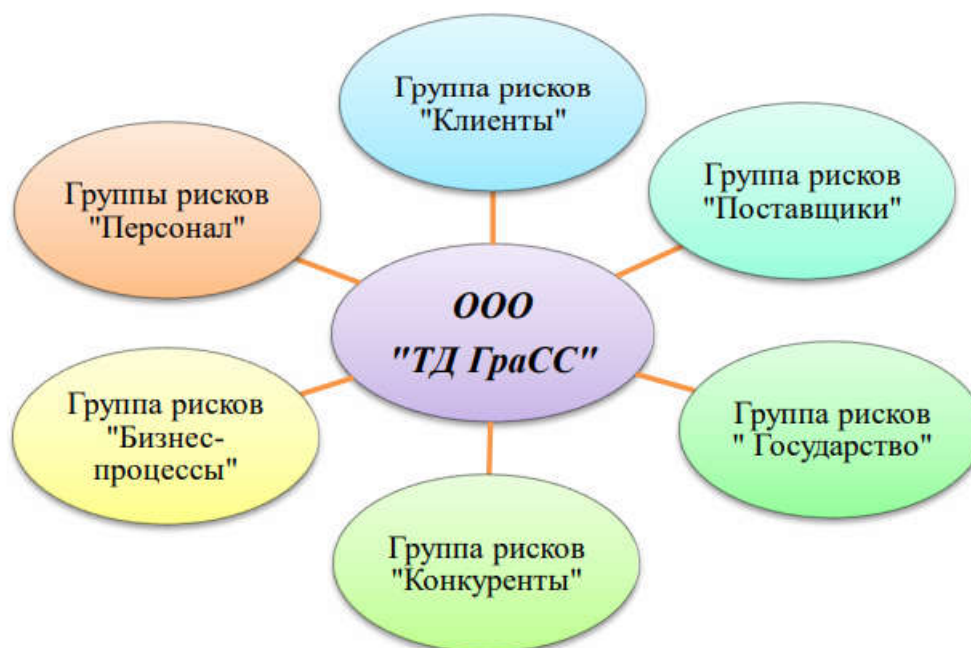 Группа рисков
"Клиенты"
Группы рисков
"Персонал"
Группа рисков
"Поставщики"
ООО
"ТД ГраСС"
Группа рисков
"Бизнес-
процессы"
Группа рисков
" Государство"
Группа рисков
"Конкуренты"